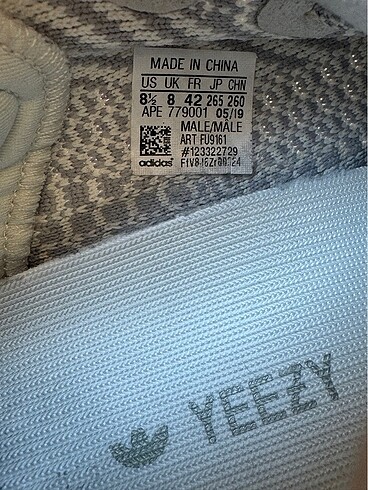 MADE IN CHINA
US UK FR JP CHN
8½ 8 42 265 260
APE 779001 05/19
MALE/MÂLE
ART FU9161
#123322729
adidas
YEEZY